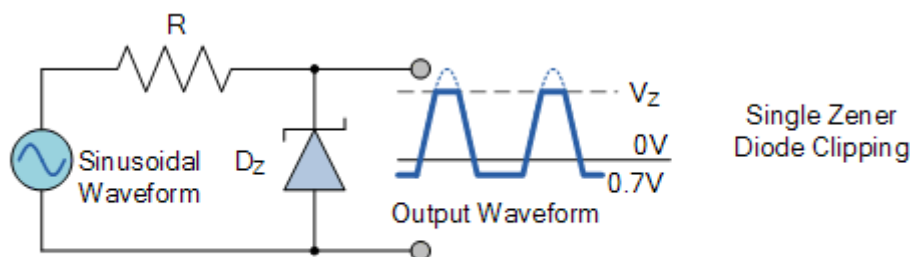 R
Sinusoidal
Waveform
DZ
VZ
0V
0.7V
Output Waveform
Single Zener
Diode Clipping